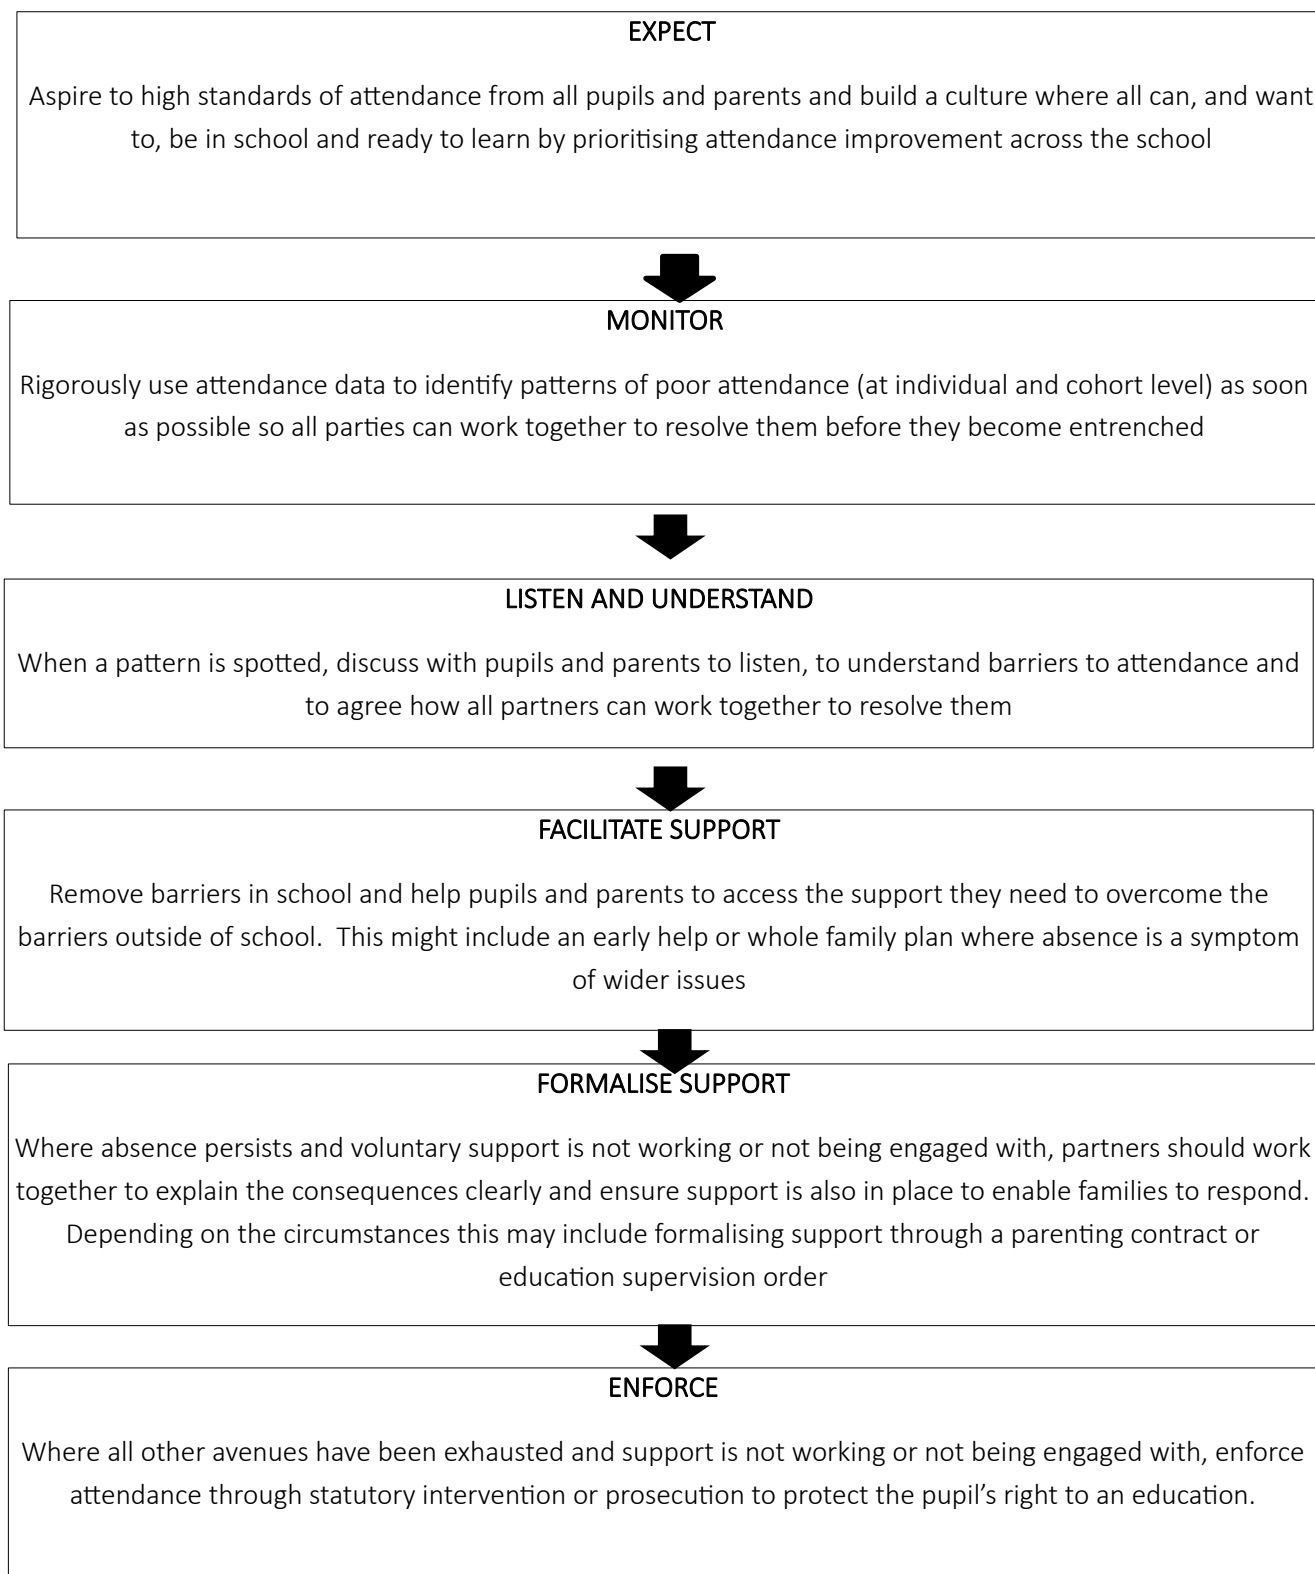 EXPECT
Aspire to high standards of attendance from all pupils and parents and build a culture where all can, and want
to, be in school and ready to learn by prioritising attendance improvement across the school
MONITOR
Rigorously use attendance data to identify patterns of poor attendance (at individual and cohort level) as soon
as possible so all parties can work together to resolve them before they become entrenched
LISTEN AND UNDERSTAND
When a pattern is spotted, discuss with pupils and parents to listen, to understand barriers to attendance and
to agree how all partners can work together to resolve them
FACILITATE SUPPORT
Remove barriers in school and help pupils and parents to access the support they need to overcome the
barriers outside of school.  This might include an early help or whole family plan where absence is a symptom
of wider issues
FORMALISE SUPPORT
Where absence persists and voluntary support is not working or not being engaged with, partners should work
together to explain the consequences clearly and ensure support is also in place to enable families to respond.
Depending on the circumstances this may include formalising support through a parenting contract or
education supervision order
ENFORCE
Where all other avenues have been exhausted and support is not working or not being engaged with, enforce
attendance through statutory intervention or prosecution to protect the pupil’s right to an education.